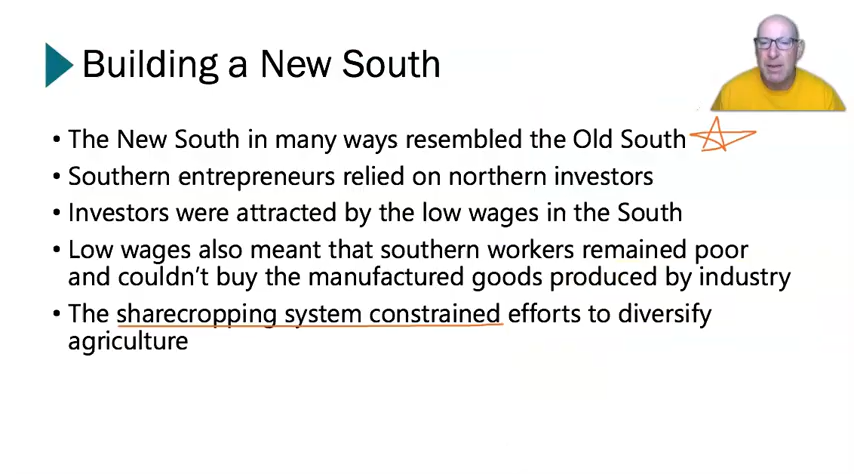 Building a New South
• The New South in many ways resembled the Old South
• Southern entrepreneurs relied on northern investors
• Investors were attracted by the low wages in the South
• Low wages also meant that southern workers remained poor
and couldn't buy the manufactured goods produced by industry
• The sharecropping system constrained efforts to diversify
agriculture